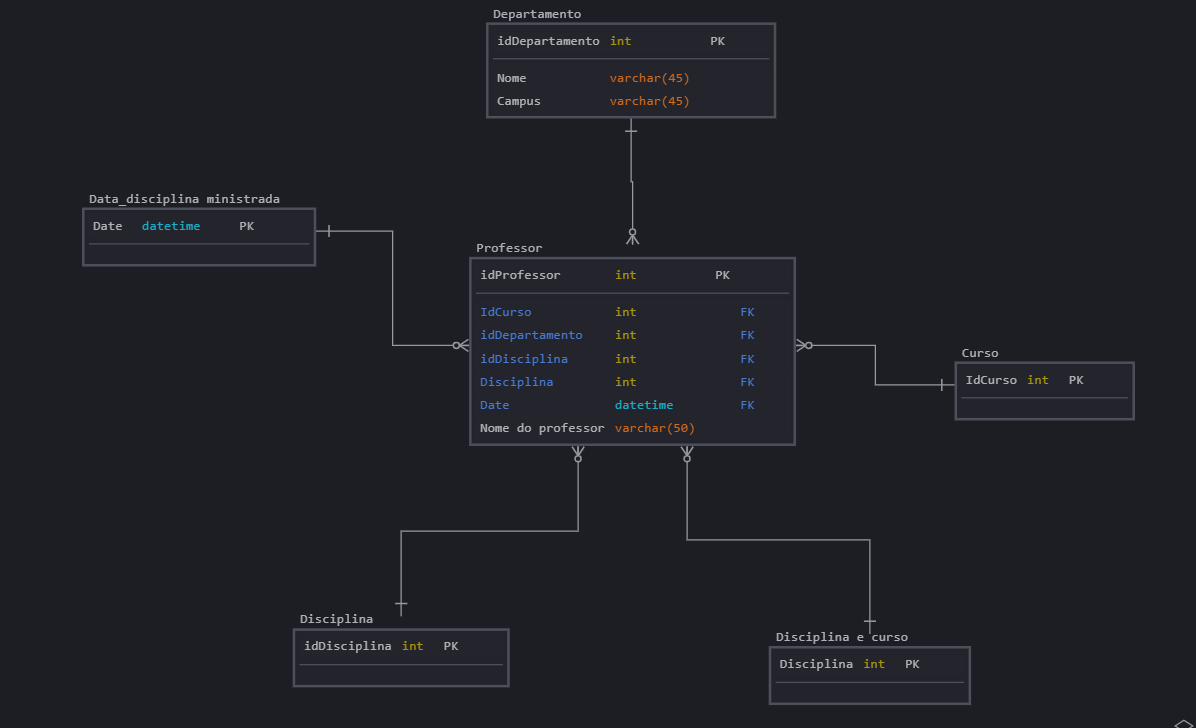 Departamento
idDepartamento int PK
Nome varchar(45)
Campus varchar(45)
Data_disciplina ministrada
Date datetime PK
Professor
idProfessor int PK
IdCurso int FK
idDepartamento int FK
idDisciplina int FK
Disciplina int FK
Date datetime FK
Nome do professor varchar(50)
Curso
IdCurso int PK
Disciplina
idDisciplina int PK
Disciplina e curso
Disciplina int PK